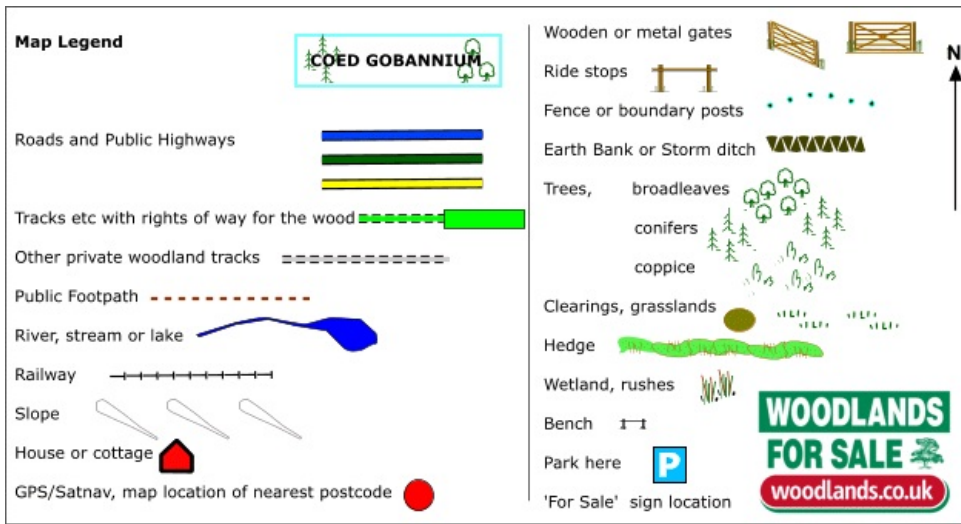 Map Legend
COED GOBANNIUM
Roads and Public Highways
Tracks etc with rights of way for the wood
Other private woodland tracks
Public Footpath
River, stream or lake
Railway
Slope
House or cottage
GPS/Satnav, map location of nearest postcode
Wooden or metal gates
N
Ride stops
Fence or boundary posts
Earth Bank or Storm ditch
Trees, broadleaves
conifers
coppice
Clearings, grasslands
Hedge
Wetland, rushes
Bench
Park here
P
'For Sale' sign location
WOODLANDS
FOR SALE
woodlands.co.uk